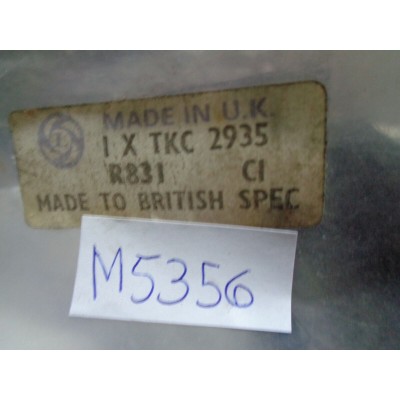 MADE IN U.K.
1 X TKC 2935
R831 C1
MADE TO BRITISH SPEC
M5356